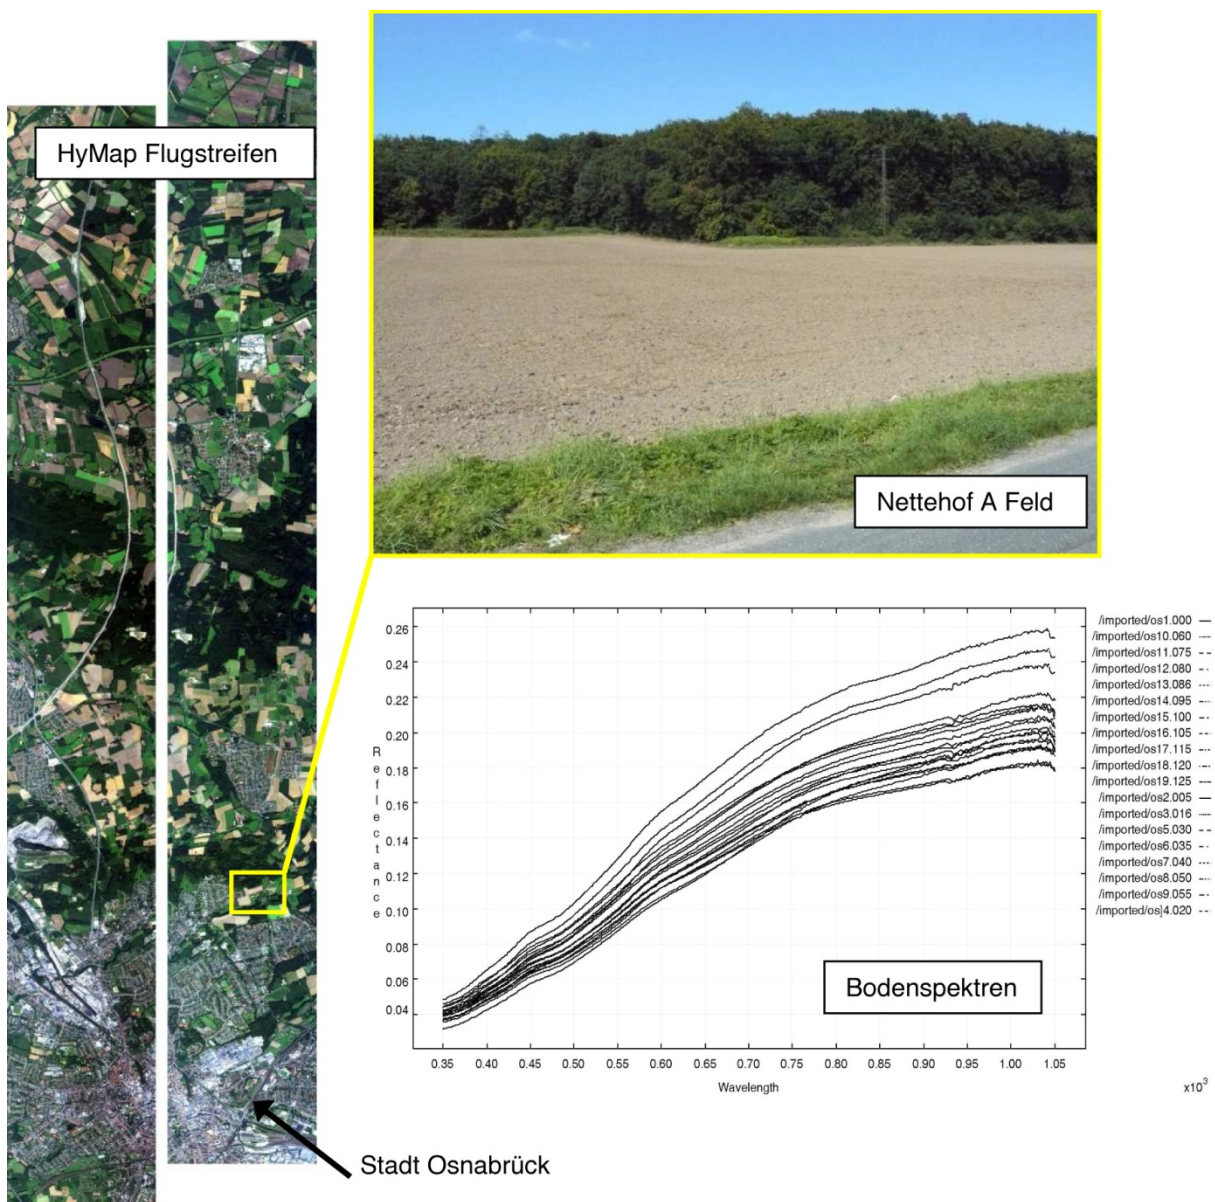 HyMap Flugstreifen
Nettehof A Feld
0.26
0.24
0.22
0.20
0.18
0.16
0.14
0.12
0.10
0.08
0.06
0.04
Reflectance
0.35 0.40 0.45 0.50 0.55 0.60 0.65 0.70 0.75 0.80 0.85 0.90 0.95 1.00 1.05
Wavelength
x10³
/imported/os1.000
/imported/os10.060
/imported/os11.075
/imported/os12.080
/imported/os13.086
/imported/os14.095
/imported/os15.100
/imported/os16.105
/imported/os17.115
/imported/os18.120
/imported/os19.125
/imported/os2.005
/imported/os3.016
/imported/os5.030
/imported/os6.035
/imported/os7.040
/imported/os8.050
/imported/os9.055
/imported/os]4.020
Bodenspektren
Stadt Osnabrück